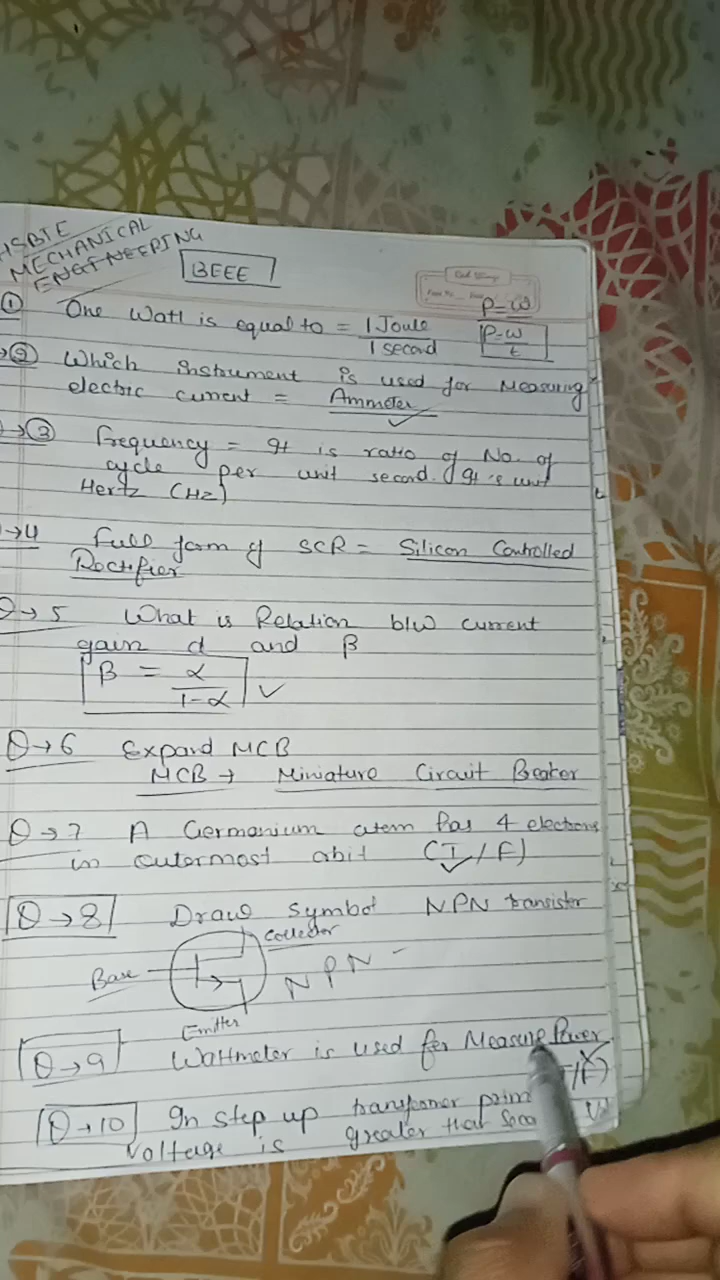 HSBTE
MECHANICAL
ENGINEERING
BEEE
P=W
① One Watt is equal to = 1 Joule / 1 second
P=W/t
→② Which instrument is used for Measuring
electric current = Ammeter
→③ Frequency = It is ratio of No. of
cycle per unit second. It is unit
Hertz (Hz)
→4 Full form of SCR = Silicon Controlled
Rectifier
Q→5 What is Relation b/w current
gain α and β
β = α / 1-α ✓
Q→6 Expand MCB
MCB → Miniature Circuit Breaker
Q→7 A Germanium atom has 4 electrons
in outermost orbit (T/F)
Q→8 Draw symbol NPN transistor
Collector
Base
NPN
Emitter
Q→9 Wattmeter is used for Measure Power
/F)
Q→10 In step up transformer prim
Voltage is greater than Seco